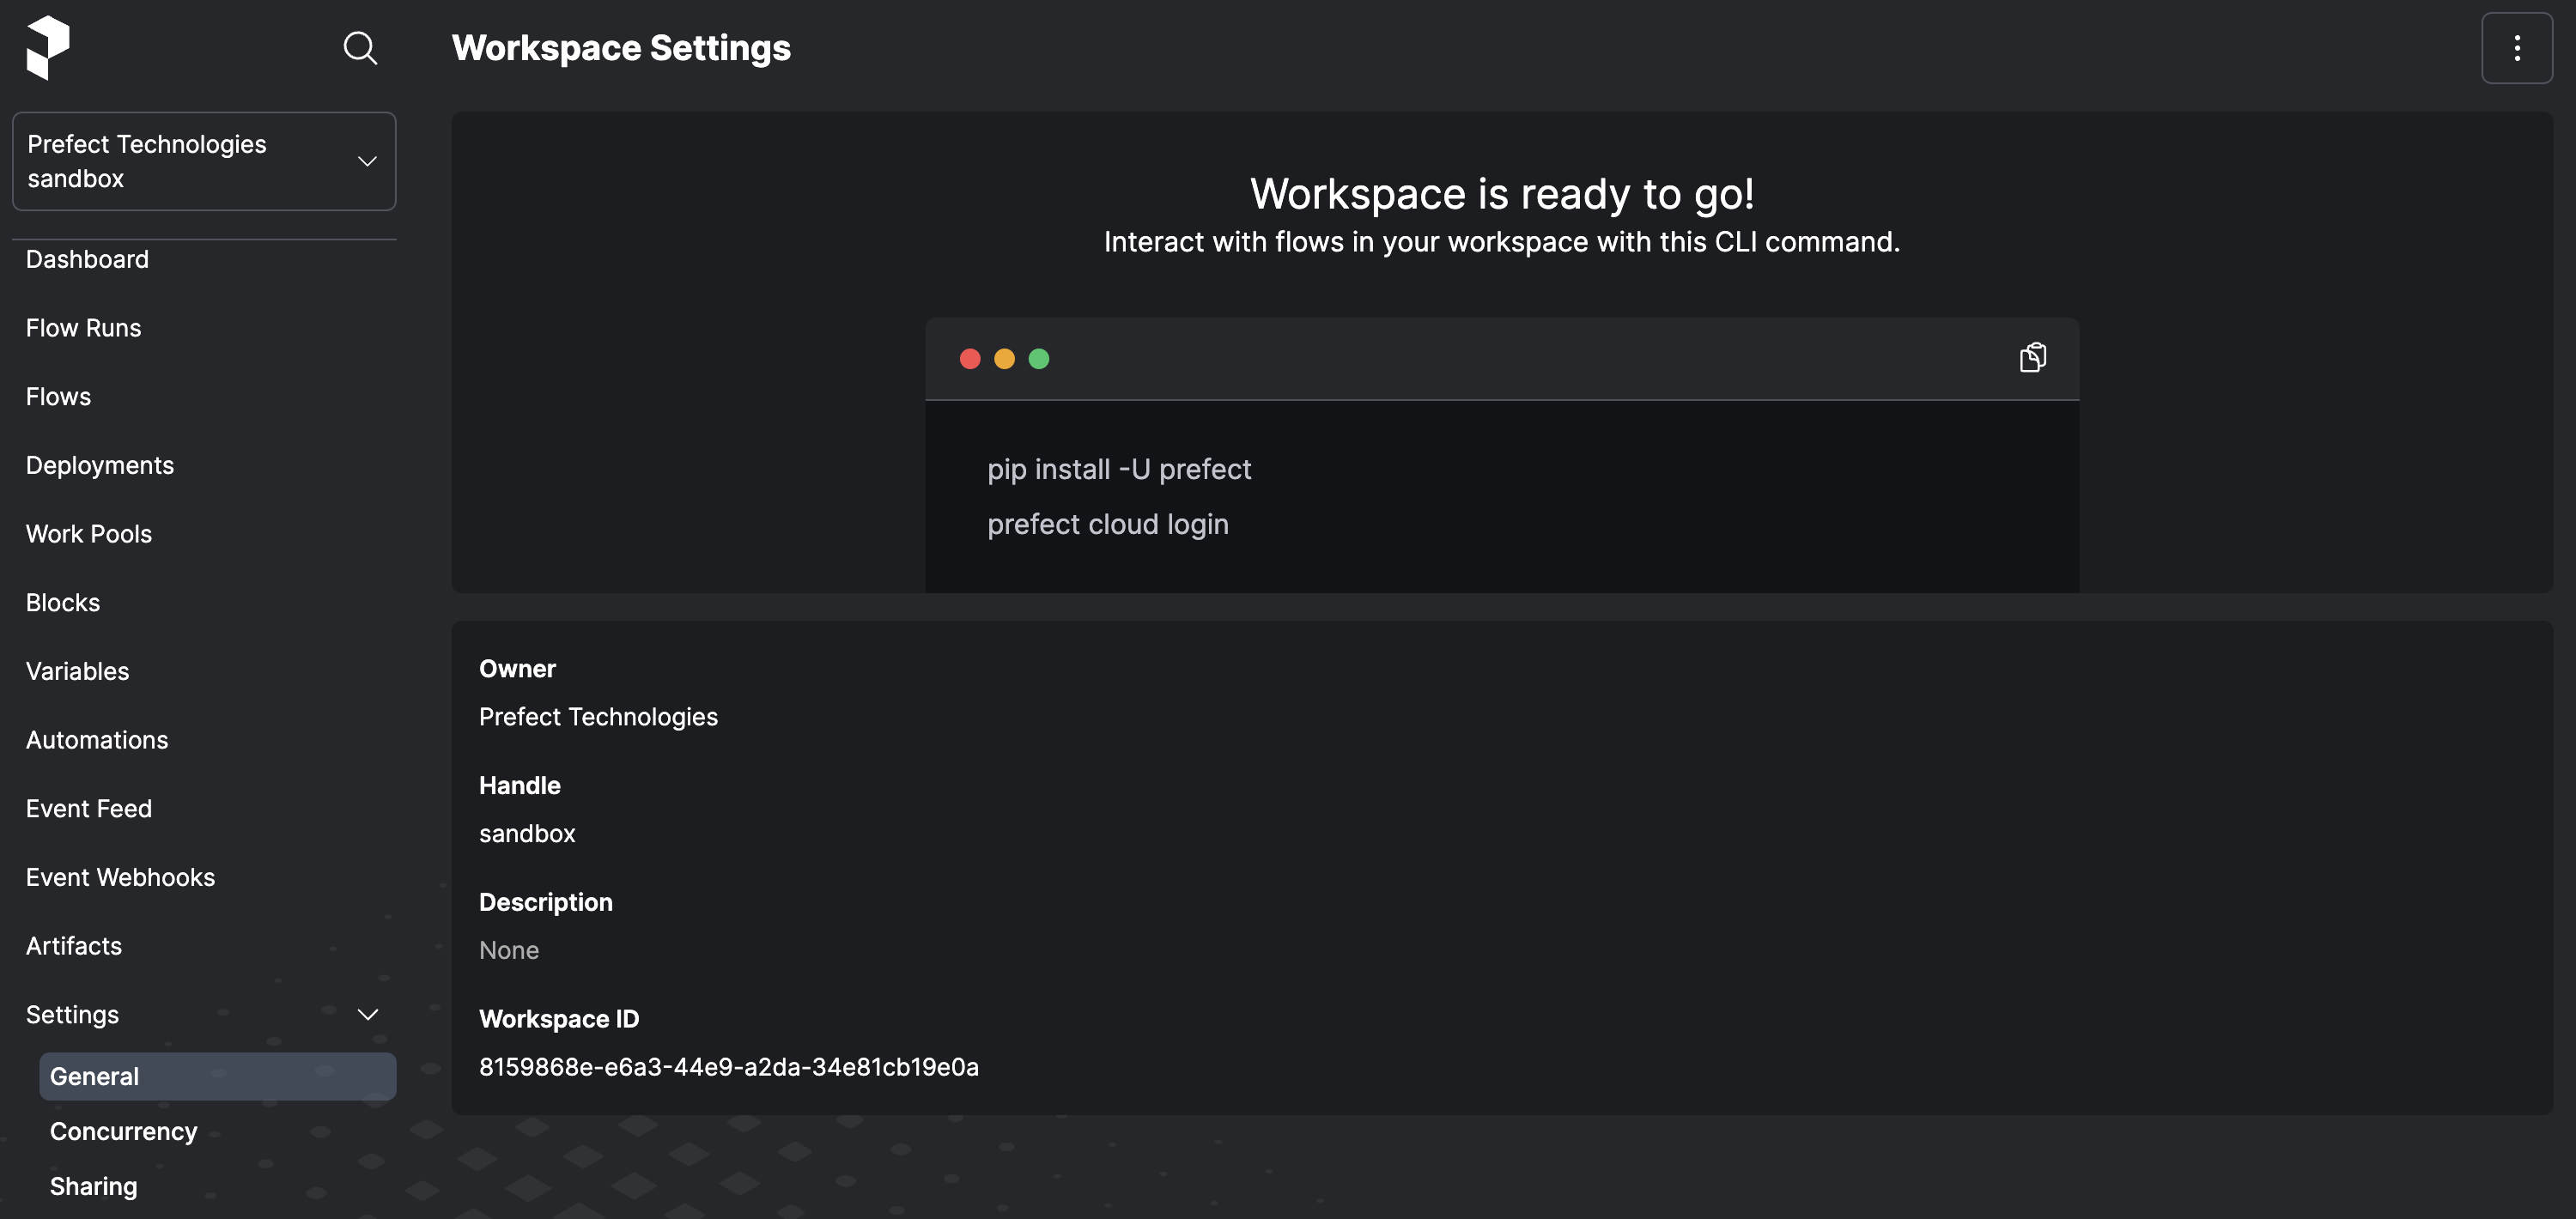 Workspace Settings
Prefect Technologies
sandbox
Dashboard
Flow Runs
Flows
Deployments
Work Pools
Blocks
Variables
Automations
Event Feed
Event Webhooks
Artifacts
Settings
General
Concurrency
Sharing
Workspace is ready to go!
Interact with flows in your workspace with this CLI command.
pip install -U prefect
prefect cloud login
Owner
Prefect Technologies
Handle
sandbox
Description
None
Workspace ID
8159868e-e6a3-44e9-a2da-34e81cb19e0a